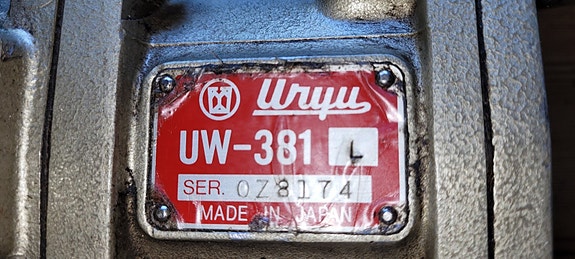 Uryu
UW-381 L
SER. 0Z8174
MADE IN JAPAN